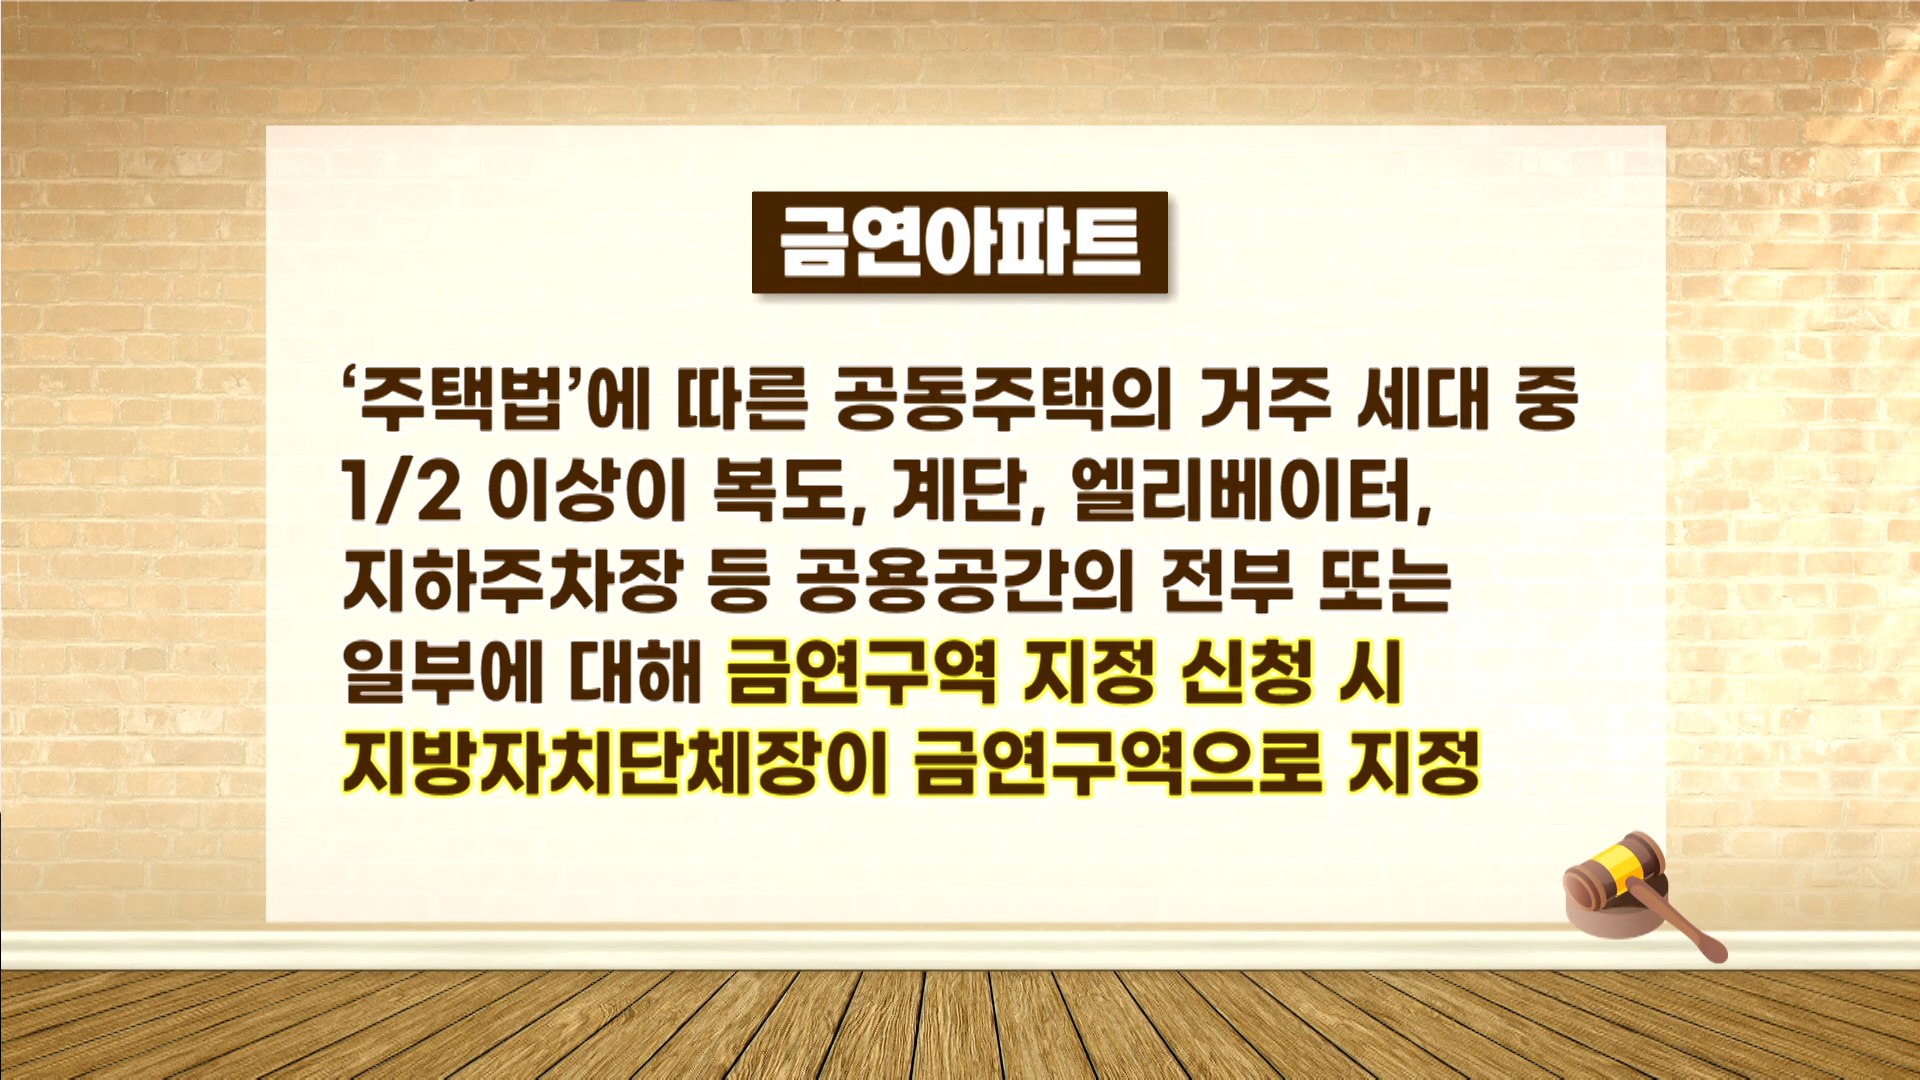 금연아파트
‘주택법’에 따른 공동주택의 거주 세대 중
1/2 이상이 복도, 계단, 엘리베이터,
지하주차장 등 공용공간의 전부 또는
일부에 대해 금연구역 지정 신청 시
지방자치단체장이 금연구역으로 지정